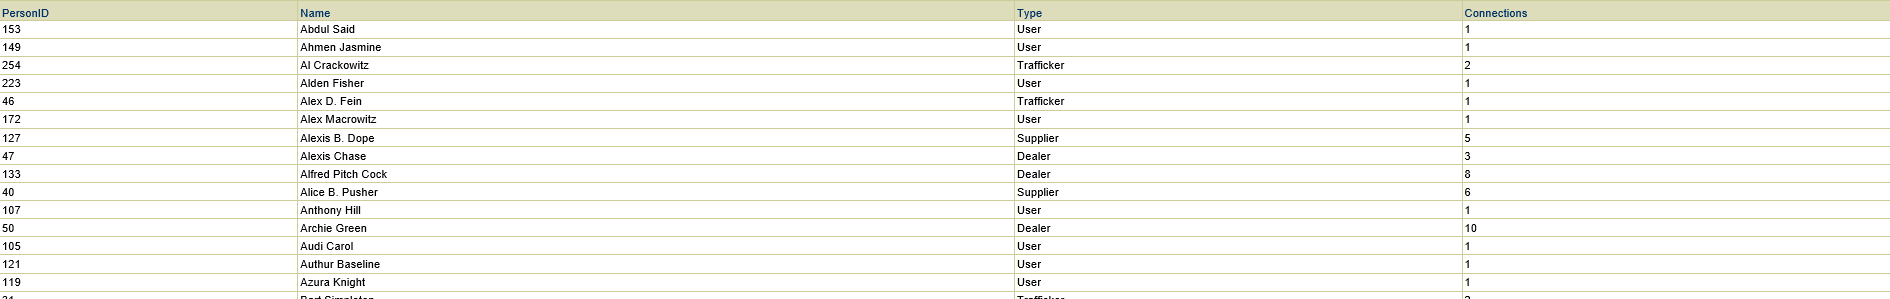 PersonID Name Type Connections
153 Abdul Said User 1
149 Ahmen Jasmine User 1
254 Al Crackowitz Trafficker 2
223 Alden Fisher User 1
46 Alex D. Fein Trafficker 1
172 Alex Macrowitz User 1
127 Alexis B. Dope Supplier 5
47 Alexis Chase Dealer 3
133 Alfred Pitch Cock Dealer 8
40 Alice B. Pusher Supplier 6
107 Anthony Hill User 1
50 Archie Green Dealer 10
105 Audi Carol User 1
121 Authur Baseline User 1
119 Azura Knight User 1